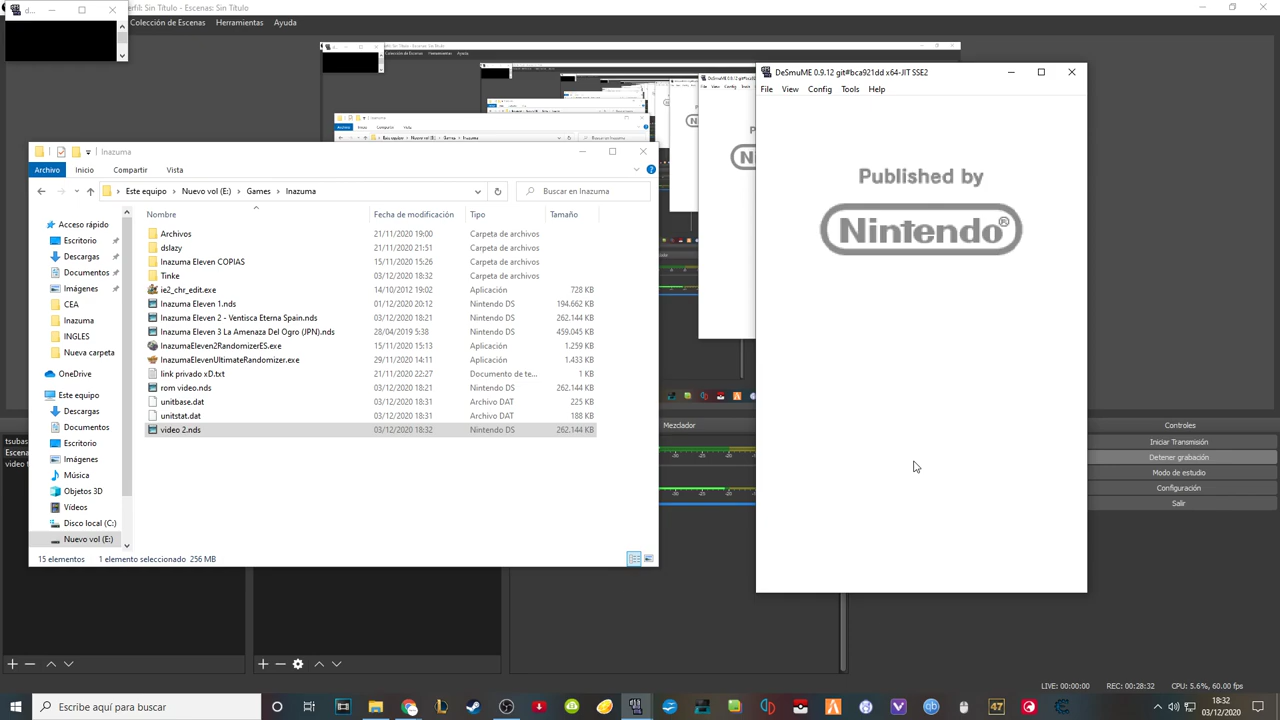 d...
erfil: Sin Título - Escenas: Sin Título
Colección de Escenas Herramientas Ayuda
DeSmuME 0.9.12 git#bca921dd x64-JIT SSE2
File View Config Tools Help
Published by
Nintendo®
Inazuma
Archivo Inicio Compartir Vista
Este equipo Nuevo vol (E:) Games Inazuma
Buscar en Inazuma
Nombre Fecha de modificación Tipo Tamaño
Acceso rápido
Escritorio
Descargas
Documentos
Imágenes
CEA
Inazuma
INGLES
Nueva carpeta
OneDrive
Este equipo
Descargas
Documentos
Escritorio
Imágenes
Música
Objetos 3D
Vídeos
Disco local (C:)
Nuevo vol (E:)
Archivos 21/11/2020 19:00 Carpeta de archivos
dslazy 21/11/2020 21:51 Carpeta de archivos
Inazuma Eleven COPIAS 15/11/2020 15:26 Carpeta de archivos
Tinke 03/12/2020 18:32 Carpeta de archivos
ie2_chr_edit.exe 14/10/2012 19:02 Aplicación 728 KB
Inazuma Eleven 1.nds 01/12/2020 20:12 Nintendo DS 194.662 KB
Inazuma Eleven 2 - Ventisca Eterna Spain.nds 03/12/2020 18:21 Nintendo DS 262.144 KB
Inazuma Eleven 3 La Amenaza Del Ogro (JPN).nds 28/04/2019 5:38 Nintendo DS 459.045 KB
InazumaEleven2RandomizerES.exe 15/11/2020 15:13 Aplicación 1.259 KB
InazumaElevenUltimateRandomizer.exe 29/11/2020 14:11 Aplicación 1.433 KB
link privado xD.txt 21/11/2020 22:27 Documento de te... 1 KB
rom video.nds 03/12/2020 18:21 Nintendo DS 262.144 KB
unitbase.dat 03/12/2020 18:31 Archivo DAT 225 KB
unitstat.dat 03/12/2020 18:31 Archivo DAT 188 KB
video 2.nds 03/12/2020 18:32 Nintendo DS 262.144 KB
15 elementos 1 elemento seleccionado 256 MB
tsubas
Escena
video t
Mezclador
Controles
Iniciar Transmisión
Detener grabación
Modo de estudio
Configuración
Salir
LIVE: 00:00:00 REC: 00:28:32 CPU: 5.6%, 60.00 fps
Escribe aquí para buscar
47
18:32
03/12/2020